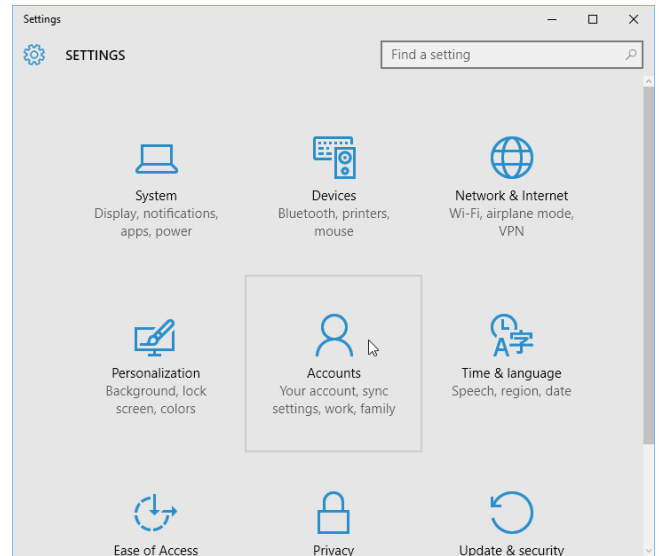 Settings
SETTINGS
Find a setting
System
Display, notifications,
apps, power
Devices
Bluetooth, printers,
mouse
Network & Internet
Wi-Fi, airplane mode,
VPN
Personalization
Background, lock
screen, colors
Accounts
Your account, sync
settings, work, family
A字
Time & language
Speech, region, date
Ease of Access
Privacy
Update & security